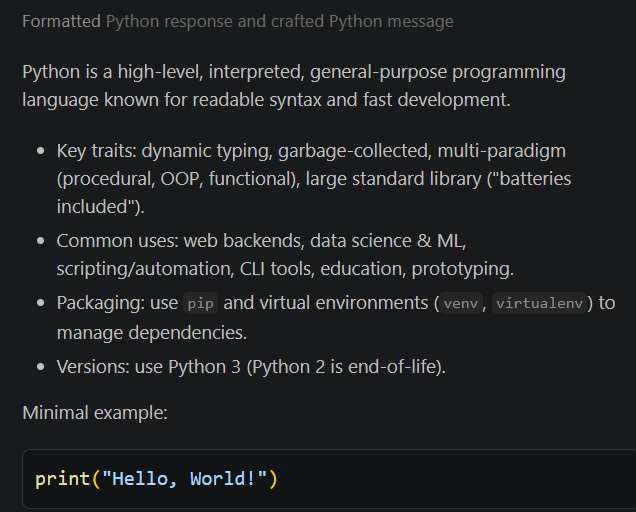 Formatted Python response and crafted Python message
Python is a high-level, interpreted, general-purpose programming
language known for readable syntax and fast development.
• Key traits: dynamic typing, garbage-collected, multi-paradigm
(procedural, OOP, functional), large standard library ("batteries
included").
• Common uses: web backends, data science & ML,
scripting/automation, CLI tools, education, prototyping.
• Packaging: use pip and virtual environments (venv, virtualenv) to
manage dependencies.
• Versions: use Python 3 (Python 2 is end-of-life).
Minimal example:
print("Hello, World!")